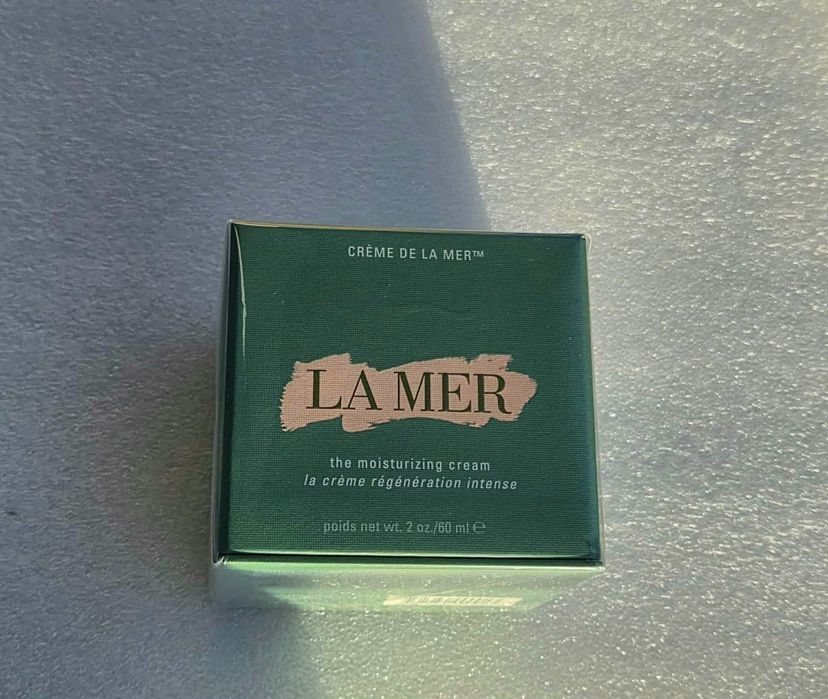 CRÈME DE LA MER™
LA MER
the moisturizing cream
la crème régénération intense
poids net wt. 2 oz./60 ml ℮